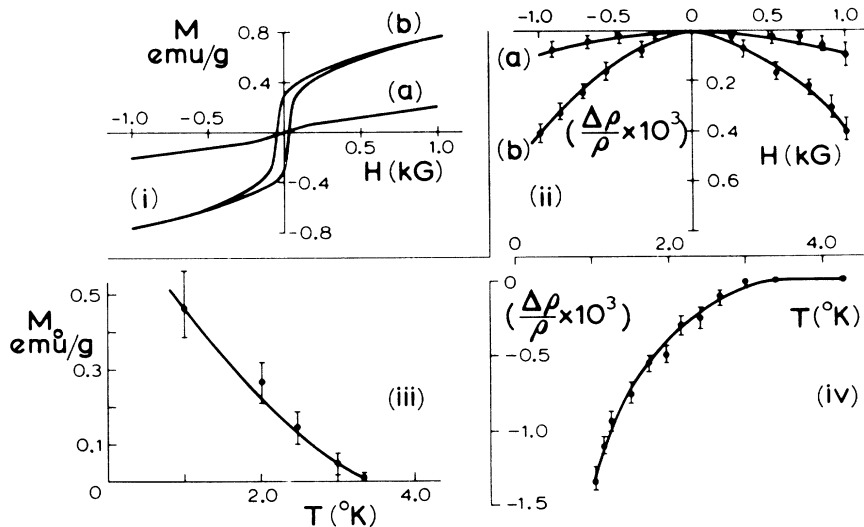 M
emu/g
0.8
0.4
(b)
(a)
-1.0 -0.5
0.5 1.0
H (kG)
-0.4
-0.8
(i)
-1.0 -0.5 0 0.5 1.0
(a)
(b)
(Δρ/ρ ×10³)
0.2
0.4
0.6
H (kG)
(ii)
0.5
0.3
0.1
0
M₀
emu/g
(iii)
2.0 4.0
T (°K)
0 2.0 4.0
0
-0.5
-1.0
-1.5
(Δρ/ρ ×10³)
T (°K)
(iv)